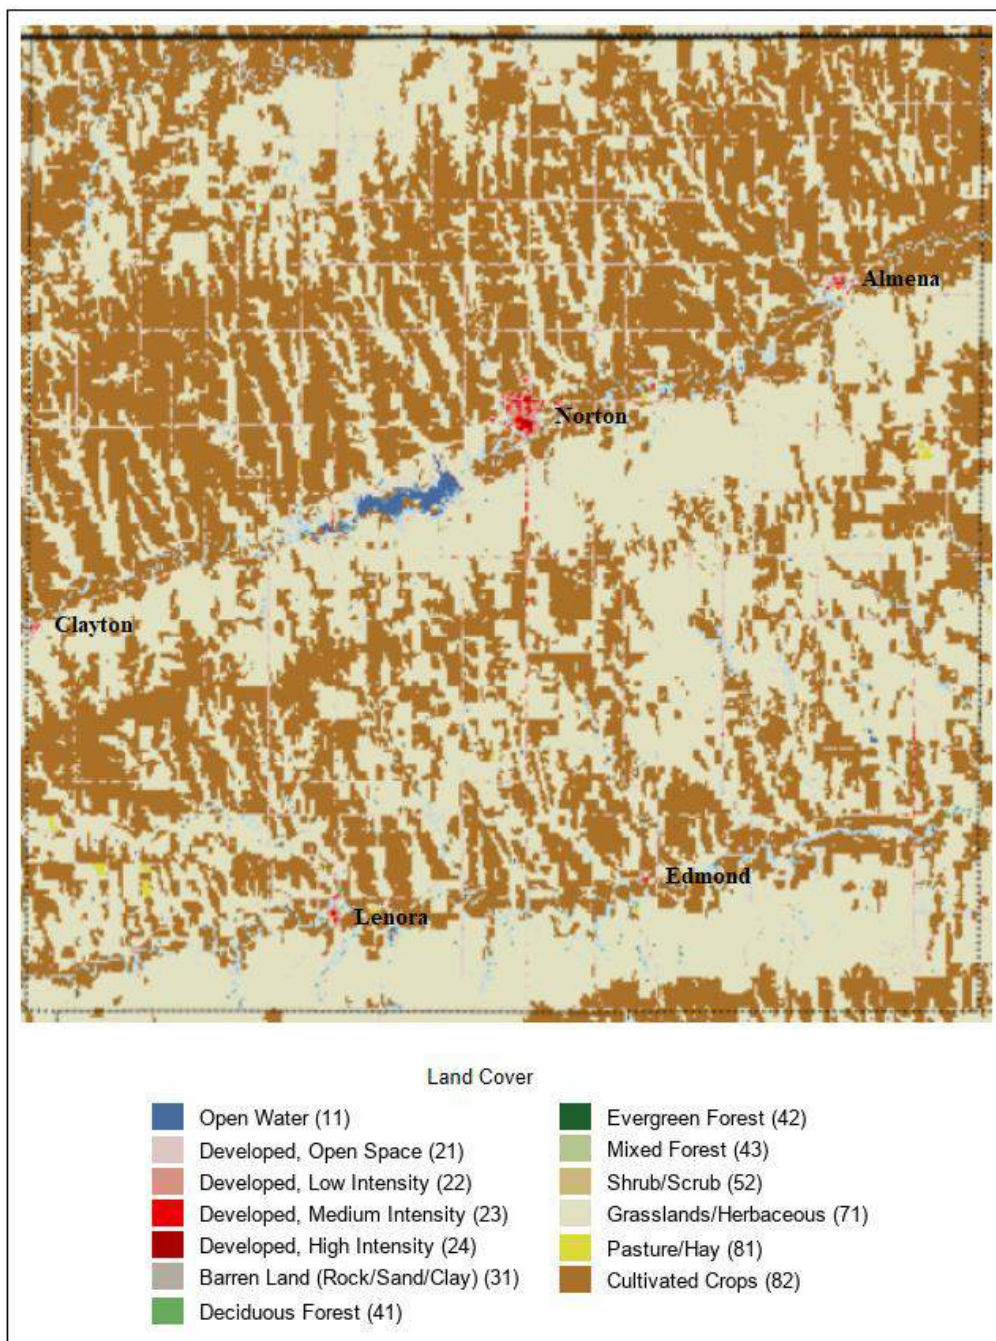 Almena
Norton
Clayton
Edmond
Lenora
Land Cover
Open Water (11)
Developed, Open Space (21)
Developed, Low Intensity (22)
Developed, Medium Intensity (23)
Developed, High Intensity (24)
Barren Land (Rock/Sand/Clay) (31)
Deciduous Forest (41)
Evergreen Forest (42)
Mixed Forest (43)
Shrub/Scrub (52)
Grasslands/Herbaceous (71)
Pasture/Hay (81)
Cultivated Crops (82)